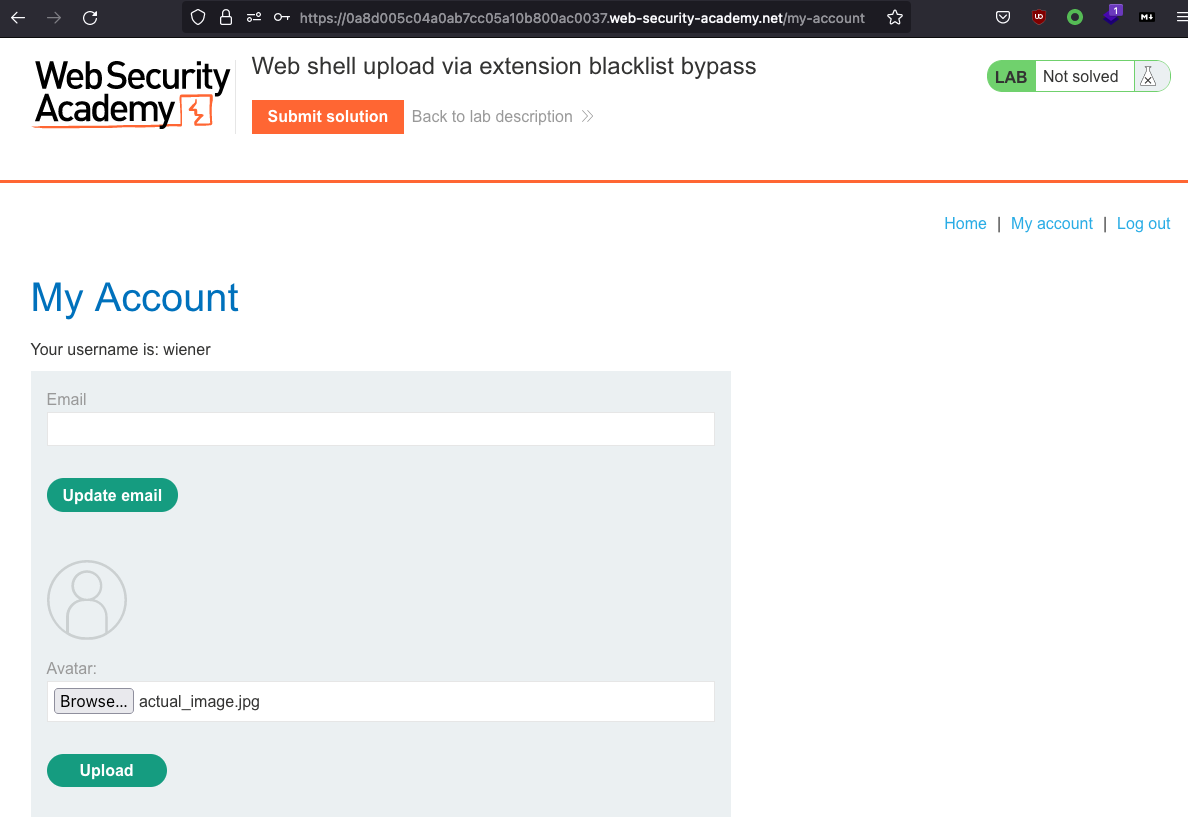 https://0a8d005c04a0ab7cc05a10b800ac0037.web-security-academy.net/my-account
1
M↓
Web Security
Academy
Web shell upload via extension blacklist bypass
Submit solution
Back to lab description
LAB Not solved
Home | My account | Log out
My Account
Your username is: wiener
Email
Update email
Avatar:
Browse... actual_image.jpg
Upload